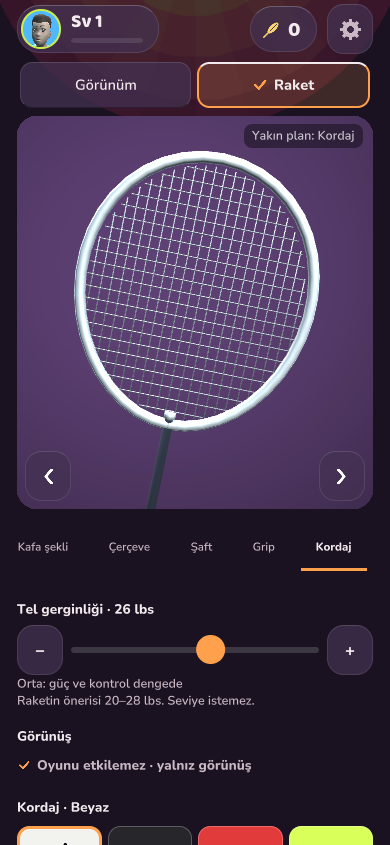 Sv 1
0
Görünüm
Raket
Yakın plan: Kordaj
Kafa şekli
Çerçeve
Şaft
Grip
Kordaj
Tel gerginliği · 26 lbs
−
+
Orta: güç ve kontrol dengede
Raketin önerisi 20–28 lbs. Seviye istemez.
Görünüş
Oyunu etkilemez · yalnız görünüş
Kordaj · Beyaz